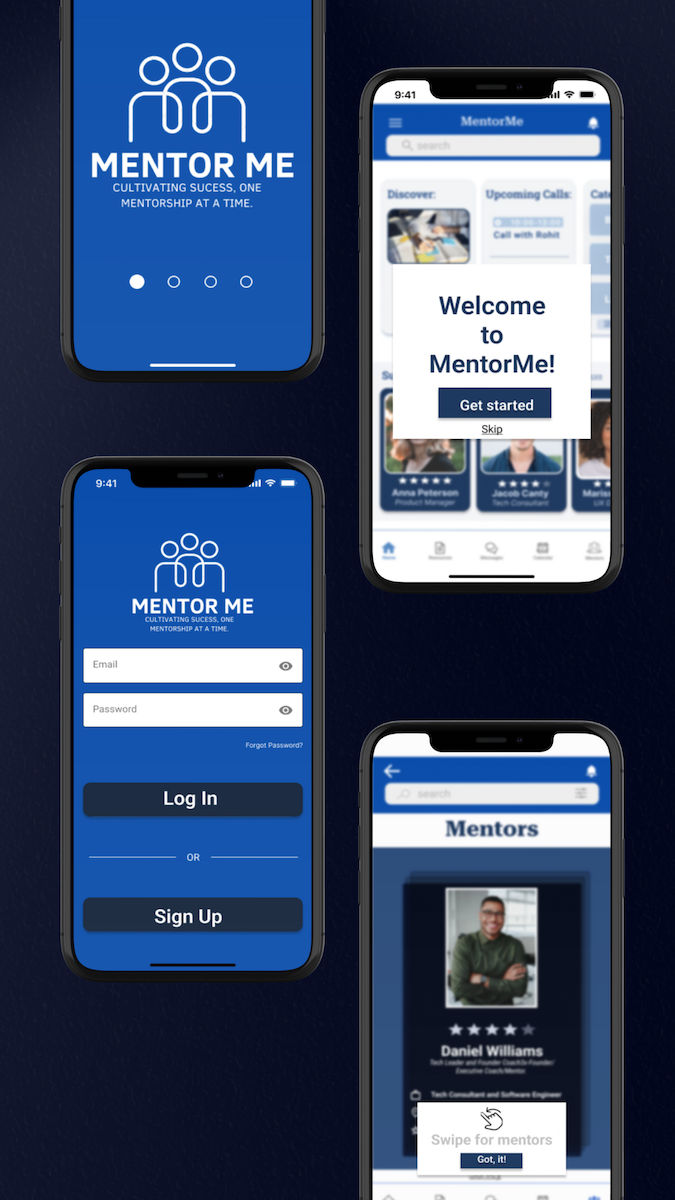 MENTOR ME
CULTIVATING SUCESS, ONE
MENTORSHIP AT A TIME.
9:41
MentorMe
search
Discover:
Upcoming Calls:
Call with Rohit
Welcome
to
MentorMe!
Get started
Skip
Anna Peterson
Product Manager
Jacob Canty
Tech Consultant
Home
Resources
Messages
Calendar
Mentors
9:41
MENTOR ME
CULTIVATING SUCESS, ONE
MENTORSHIP AT A TIME.
Email
Password
Forgot Password?
Log In
OR
Sign Up
search
Mentors
Daniel Williams
Tech Leader and Founder Coach/2x Founder/
Executive Coach/Mentor
Tech Consultant and Software Engineer
Swipe for mentors
Got, it!